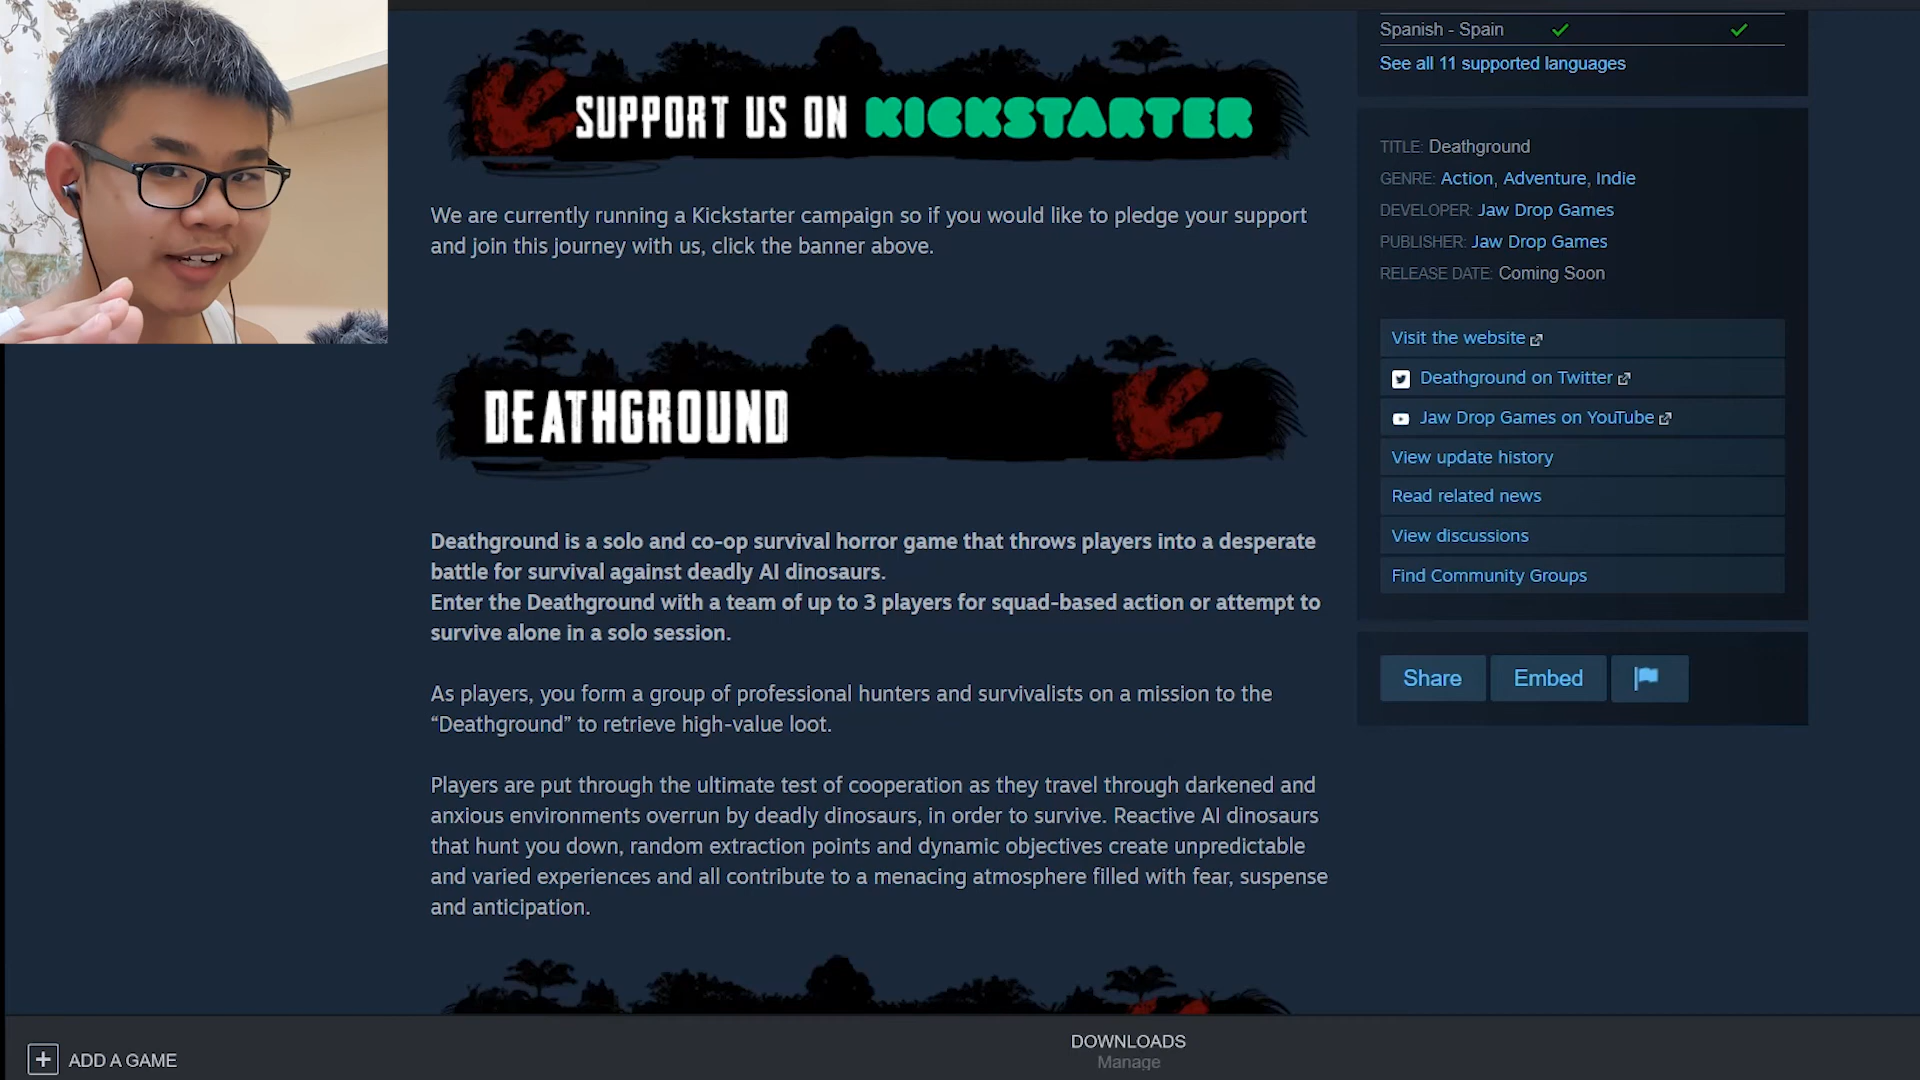 SUPPORT US ON KICKSTARTER
We are currently running a Kickstarter campaign so if you would like to pledge your support
and join this journey with us, click the banner above.
DEATHGROUND
Deathground is a solo and co-op survival horror game that throws players into a desperate
battle for survival against deadly AI dinosaurs.
Enter the Deathground with a team of up to 3 players for squad-based action or attempt to
survive alone in a solo session.
As players, you form a group of professional hunters and survivalists on a mission to the
“Deathground” to retrieve high-value loot.
Players are put through the ultimate test of cooperation as they travel through darkened and
anxious environments overrun by deadly dinosaurs, in order to survive. Reactive AI dinosaurs
that hunt you down, random extraction points and dynamic objectives create unpredictable
and varied experiences and all contribute to a menacing atmosphere filled with fear, suspense
and anticipation.
Spanish - Spain
See all 11 supported languages
TITLE: Deathground
GENRE: Action, Adventure, Indie
DEVELOPER: Jaw Drop Games
PUBLISHER: Jaw Drop Games
RELEASE DATE: Coming Soon
Visit the website
Deathground on Twitter
Jaw Drop Games on YouTube
View update history
Read related news
View discussions
Find Community Groups
Share Embed
ADD A GAME
DOWNLOADS
Manage